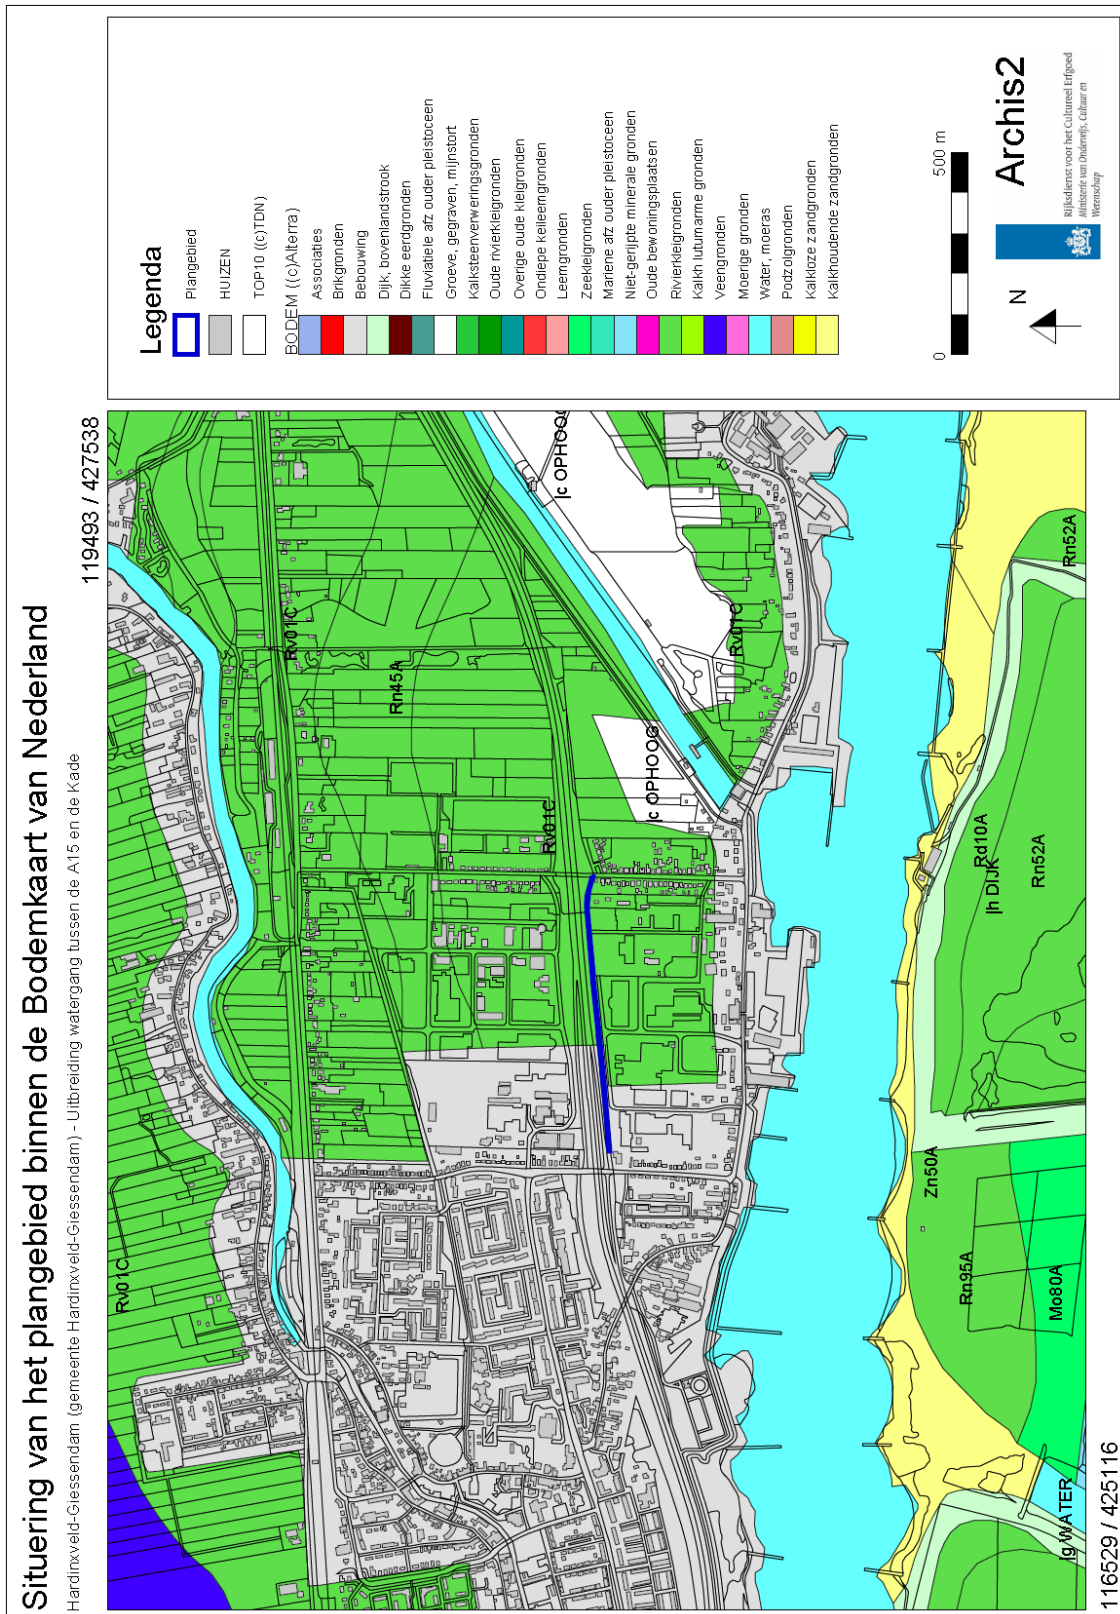 Situering van het plangebied binnen de Bodemkaart van Nederland
Hardinxveld-Giessendam (gemeente Hardinxveld-Giessendam) - Uitbreiding watergang tussen de A15 en de Kade
119493 / 427538
Rv01C
Rv01C
Rn45A
Rv01C
|c OPHOOG
|c OPHOOG
Rv01C
Zn50A
Rn95A
Mo80A
|g WATER
|h DIJK
Rd10A
Rn52A
Rn52A
116529 / 425116
Legenda
Plangebied
HUIZEN
TOP10 ((c)TDN)
BODEM ((c)Alterra)
Associaties
Brikgronden
Bebouwing
Dijk, bovenlandstrook
Dikke eerdgronden
Fluviatiele afz ouder pleistoceen
Groeve, gegraven, mijnstort
Kalksteenverweringsgronden
Oude rivierkleigronden
Overige oude kleigronden
Ondiepe keileemgronden
Leemgronden
Zeekleigronden
Mariene afz ouder pleistoceen
Niet-gerijpte minerale gronden
Oude bewoningsplaatsen
Rivierkleigronden
Kalkh lutumarme gronden
Veengronden
Moerige gronden
Water, moeras
Podzolgronden
Kalkloze zandgronden
Kalkhoudende zandgronden
0
500 m
N
Archis2
Rijksdienst voor het Cultureel Erfgoed
Ministerie van Onderwijs, Cultuur en
Wetenschap